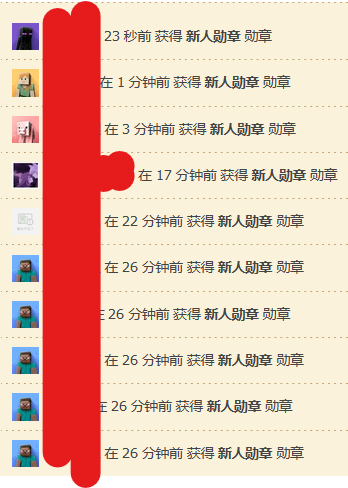 23 秒前 获得 新人勋章 勋章
在 1 分钟前 获得 新人勋章 勋章
在 3 分钟前 获得 新人勋章 勋章
在 17 分钟前 获得 新人勋章 勋章
在 22 分钟前 获得 新人勋章 勋章
在 26 分钟前 获得 新人勋章 勋章
在 26 分钟前 获得 新人勋章 勋章
在 26 分钟前 获得 新人勋章 勋章
在 26 分钟前 获得 新人勋章 勋章
在 26 分钟前 获得 新人勋章 勋章